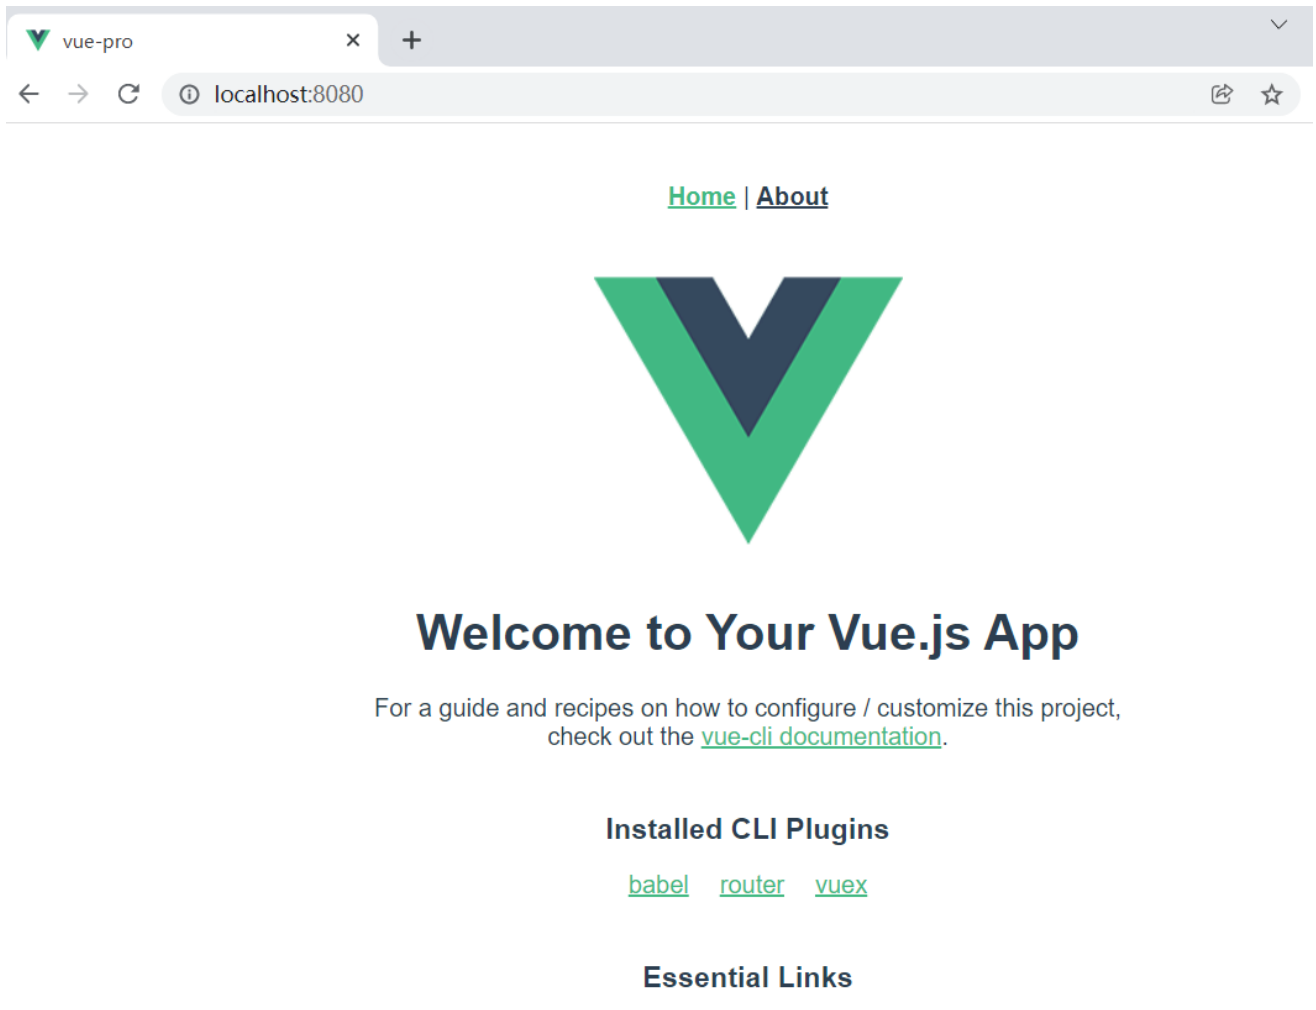 vue-pro
localhost:8080
Home | About
Welcome to Your Vue.js App
For a guide and recipes on how to configure / customize this project,
check out the vue-cli documentation.
Installed CLI Plugins
babel router vuex
Essential Links